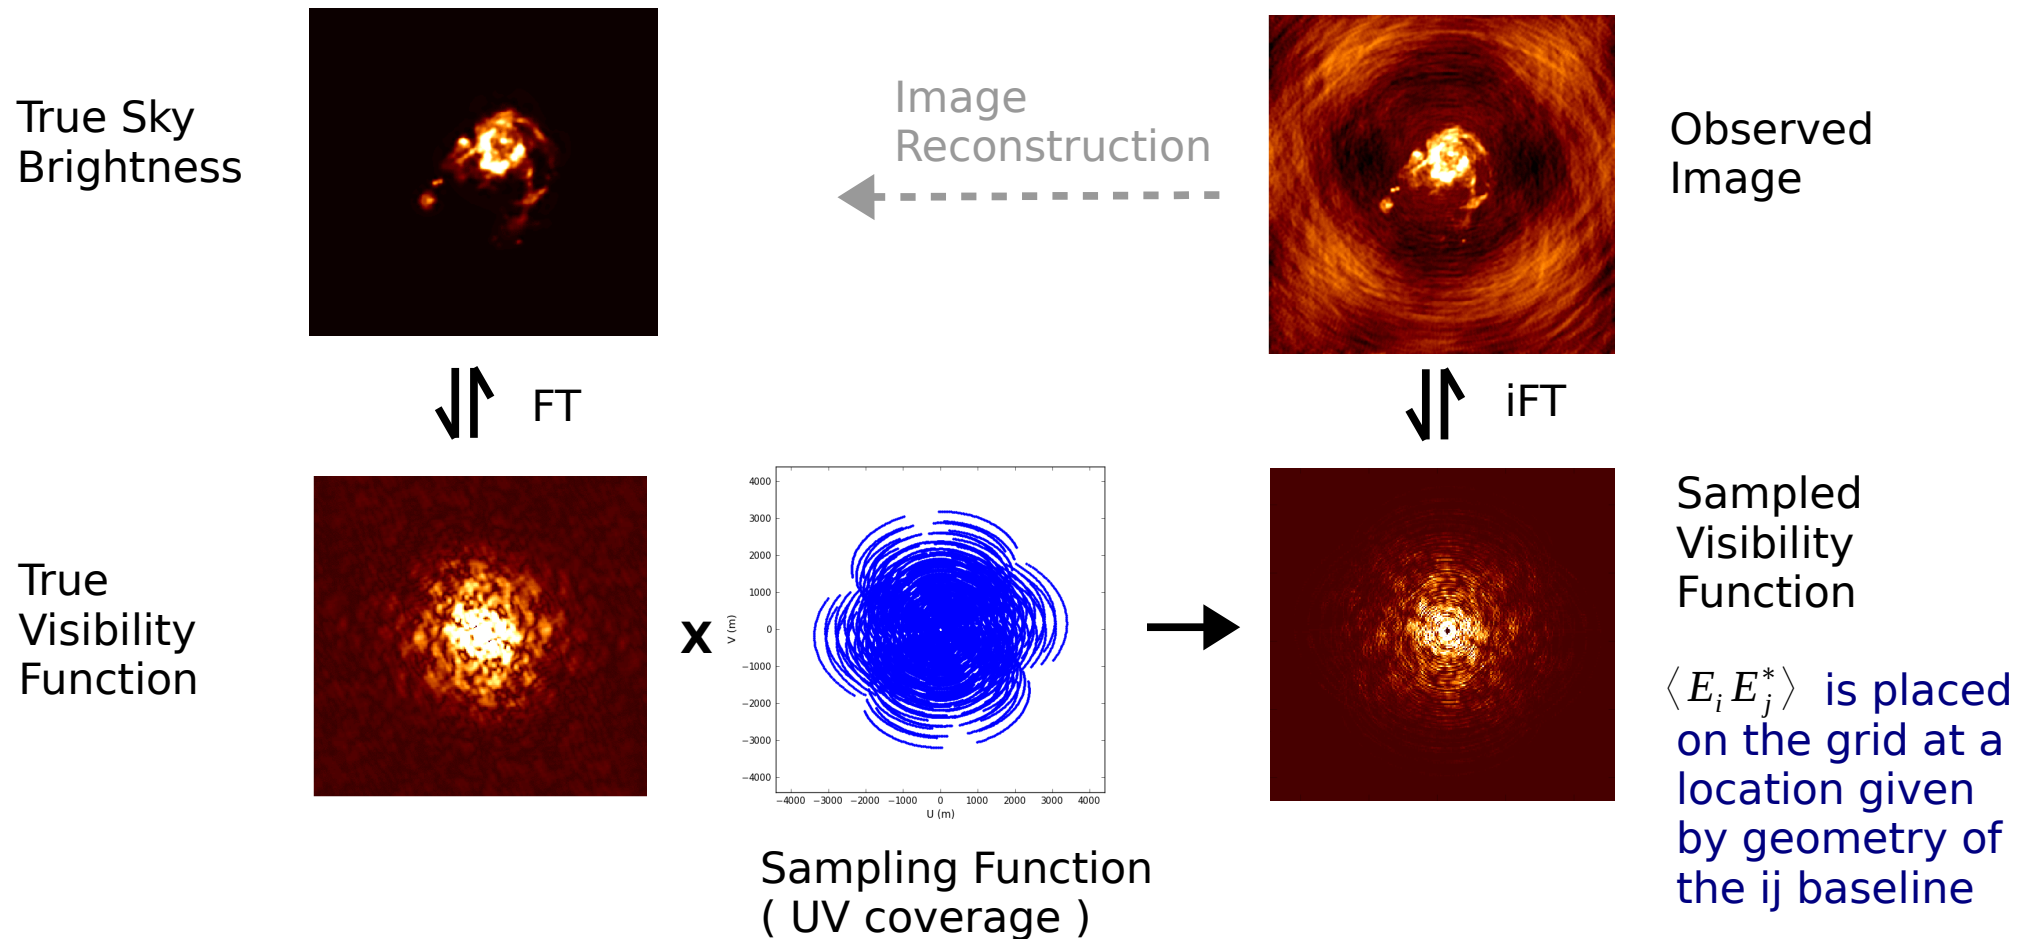 True Sky
Brightness
Image
Reconstruction
Observed
Image
FT
iFT
True
Visibility
Function
X
4000
3000
2000
1000
0
−1000
−2000
−3000
−4000
V (m)
−4000 −3000 −2000 −1000 0 1000 2000 3000 4000
U (m)
Sampling Function
( UV coverage )
Sampled
Visibility
Function
⟨ E_i E_j^* ⟩ is placed
on the grid at a
location given
by geometry of
the ij baseline